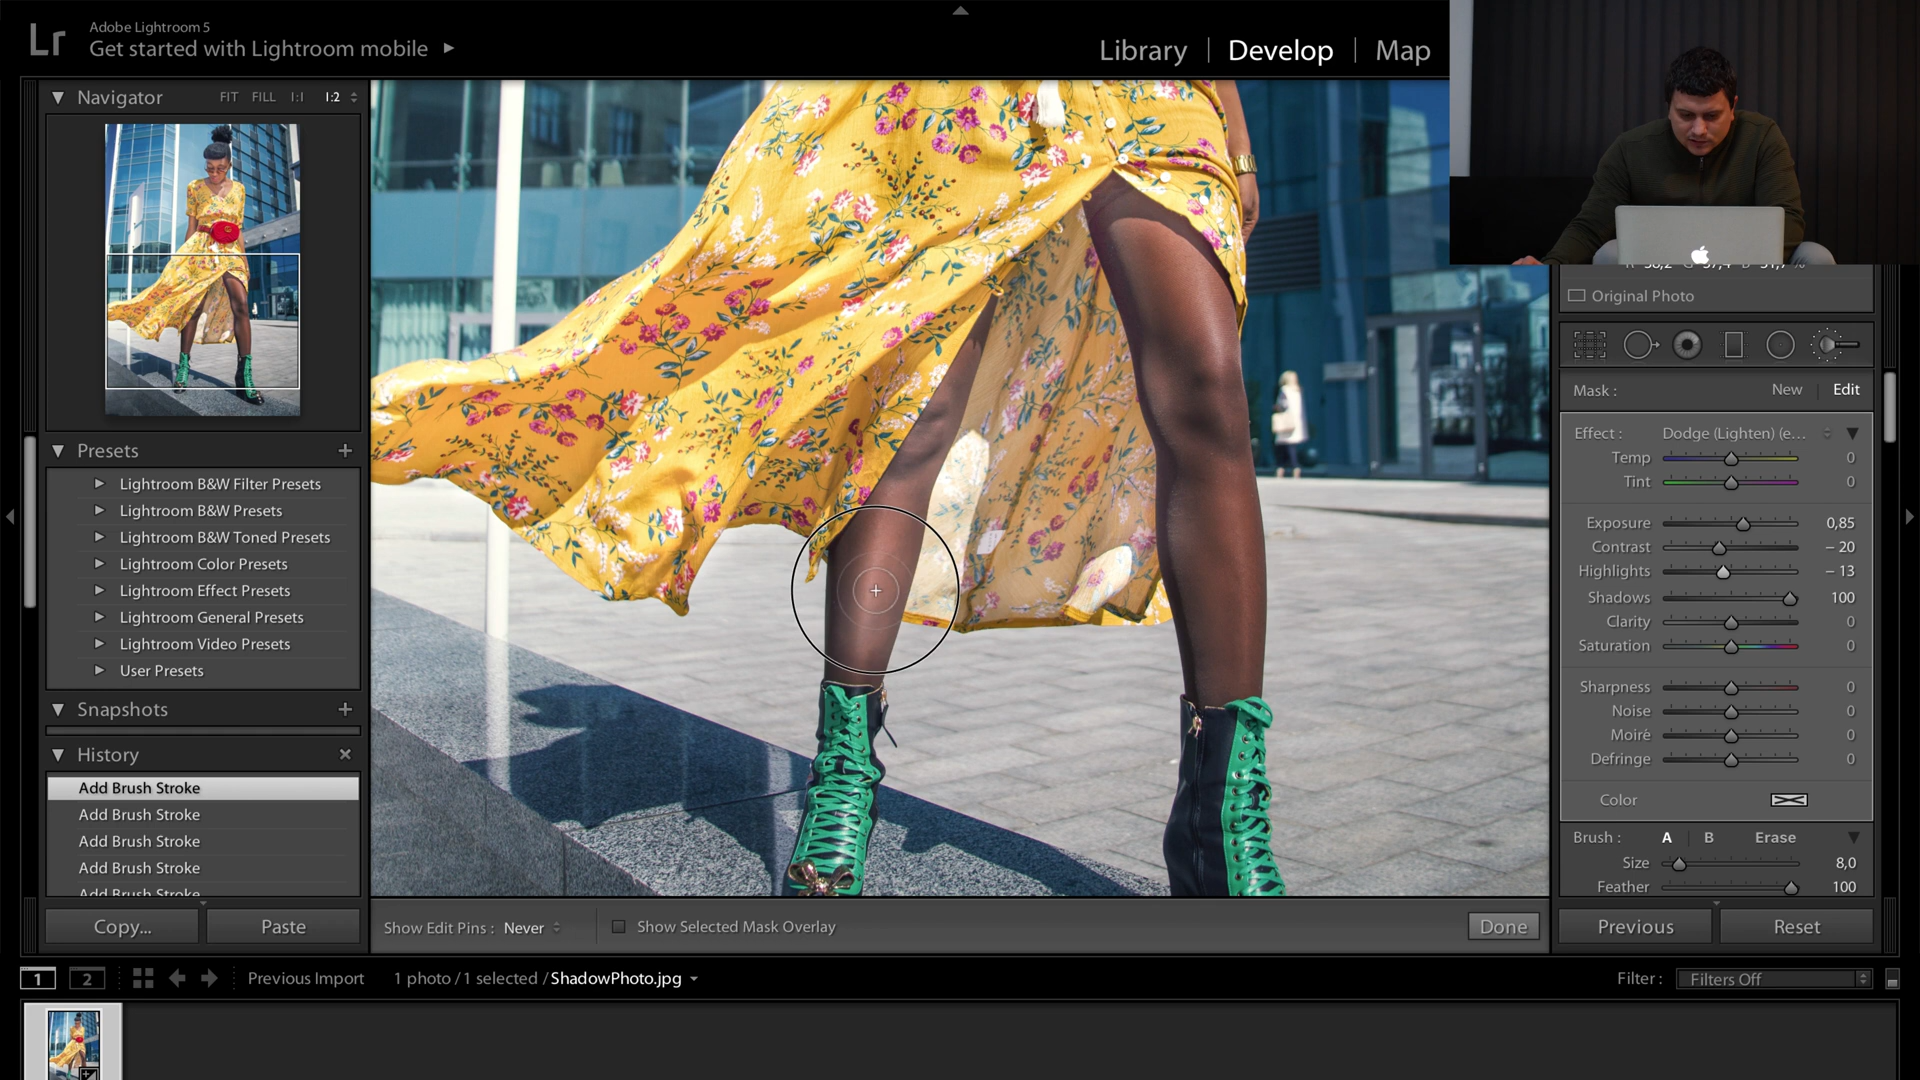 Lr
Adobe Lightroom 5
Get started with Lightroom mobile
Library | Develop | Map
Navigator FIT FILL 1:1 1:2
Presets
Lightroom B&W Filter Presets
Lightroom B&W Presets
Lightroom B&W Toned Presets
Lightroom Color Presets
Lightroom Effect Presets
Lightroom General Presets
Lightroom Video Presets
User Presets
Snapshots
History
Add Brush Stroke
Add Brush Stroke
Add Brush Stroke
Add Brush Stroke
Add Brush Stroke
Copy... Paste
Show Edit Pins : Never
Show Selected Mask Overlay
Done
Original Photo
Mask : New Edit
Effect : Dodge (Lighten) (e...
Temp 0
Tint 0
Exposure 0,85
Contrast – 20
Highlights – 13
Shadows 100
Clarity 0
Saturation 0
Sharpness 0
Noise 0
Moiré 0
Defringe 0
Color
Brush : A B Erase
Size 8,0
Feather 100
Previous Reset
1 2 Previous Import 1 photo / 1 selected / ShadowPhoto.jpg
Filter : Filters Off